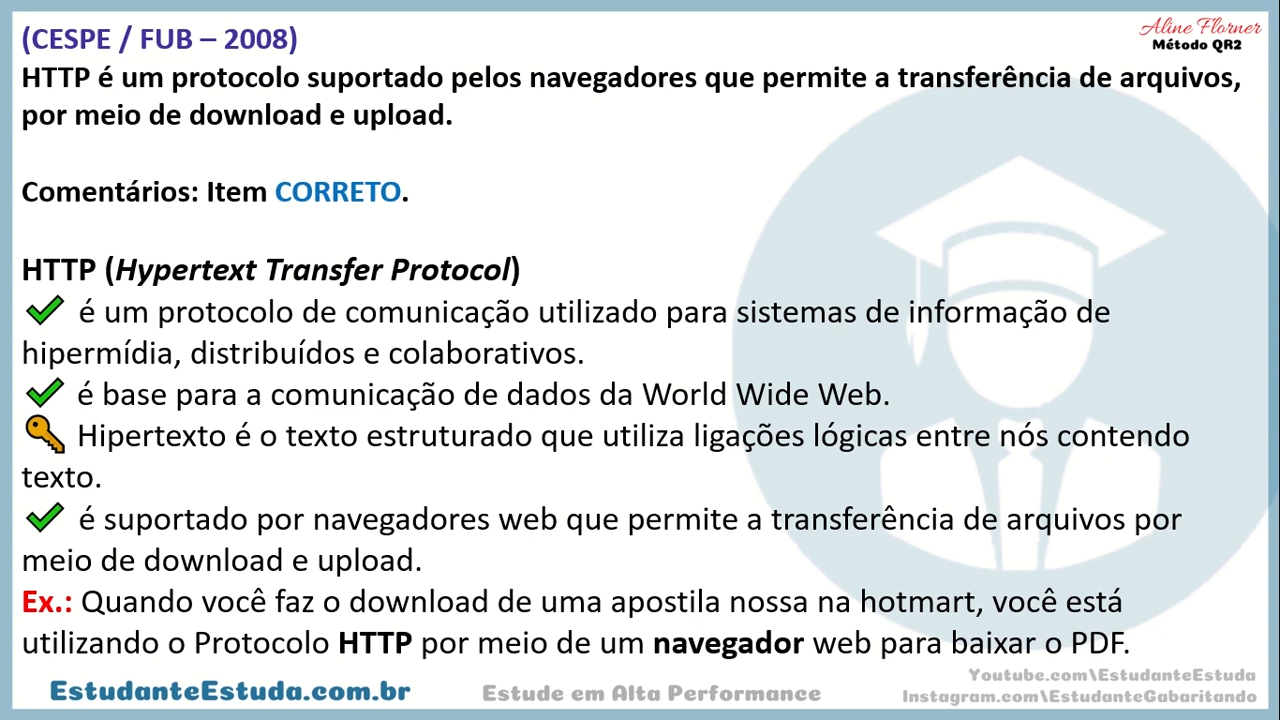 (CESPE / FUB – 2008)
Aline Florner
Método QR2
HTTP é um protocolo suportado pelos navegadores que permite a transferência de arquivos,
por meio de download e upload.
Comentários: Item CORRETO.
HTTP (Hypertext Transfer Protocol)
é um protocolo de comunicação utilizado para sistemas de informação de
hipermídia, distribuídos e colaborativos.
é base para a comunicação de dados da World Wide Web.
Hipertexto é o texto estruturado que utiliza ligações lógicas entre nós contendo
texto.
é suportado por navegadores web que permite a transferência de arquivos por
meio de download e upload.
Ex.: Quando você faz o download de uma apostila nossa na hotmart, você está
utilizando o Protocolo HTTP por meio de um navegador web para baixar o PDF.
EstudanteEstuda.com.br
Estude em Alta Performance
Youtube.com\EstudanteEstuda
Instagram.com\EstudanteGabaritando